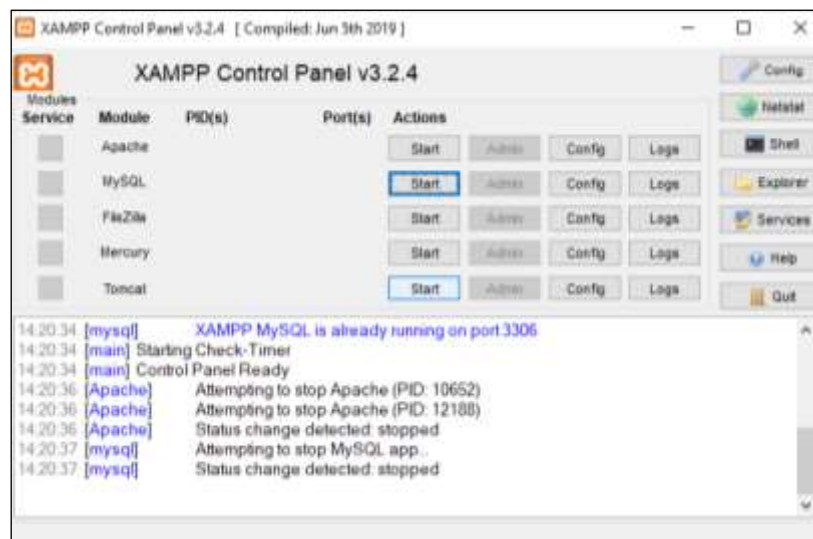 XAMPP Control Panel v3.2.4 [ Compiled: Jun 5th 2019 ]
XAMPP Control Panel v3.2.4
Config
Modules
Service Module PID(s) Port(s) Actions
Netstat
Apache Start Admin Config Logs
Shell
MySQL Start Admin Config Logs
Explorer
FileZilla Start Admin Config Logs
Services
Mercury Start Admin Config Logs
Help
Tomcat Start Admin Config Logs
Quit
14:20:34 [mysql] XAMPP MySQL is already running on port 3306
14:20:34 [main] Starting Check-Timer
14:20:34 [main] Control Panel Ready
14:20:36 [Apache] Attempting to stop Apache (PID: 10652)
14:20:36 [Apache] Attempting to stop Apache (PID: 12188)
14:20:36 [Apache] Status change detected: stopped
14:20:37 [mysql] Attempting to stop MySQL app...
14:20:37 [mysql] Status change detected: stopped